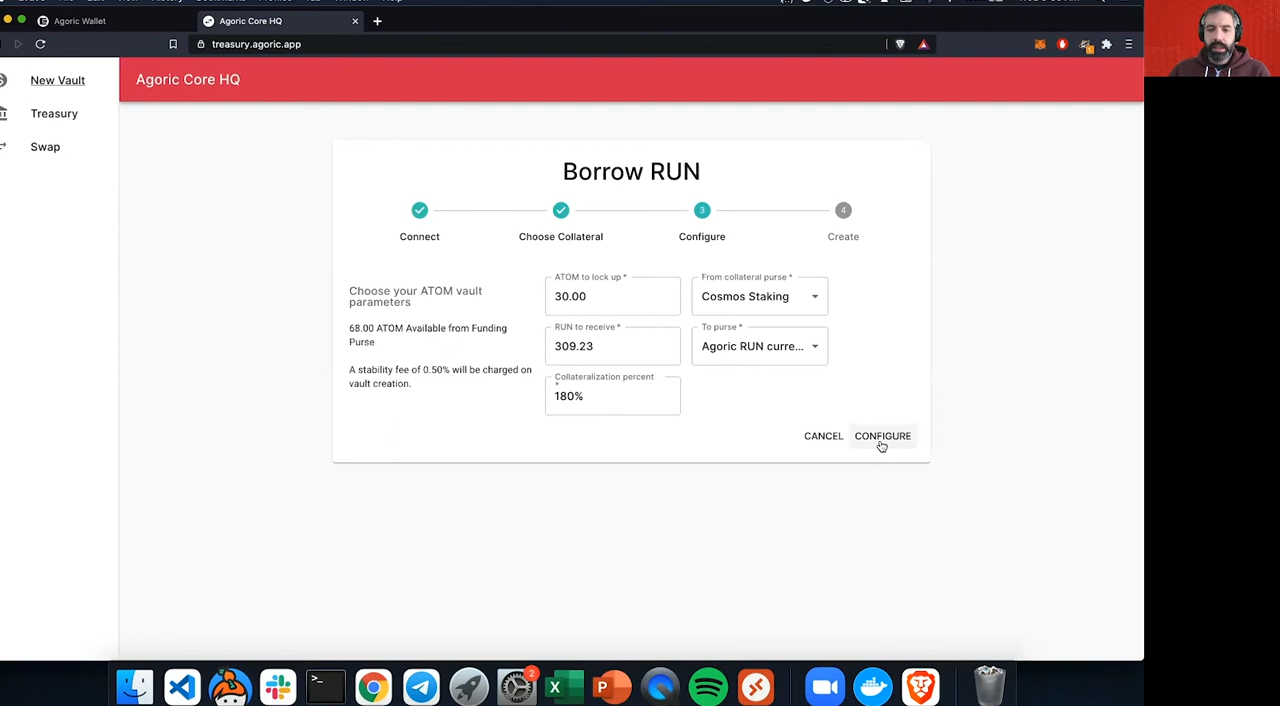 Agoric Wallet
Agoric Core HQ
treasury.agoric.app
New Vault
Treasury
Swap
Agoric Core HQ
Borrow RUN
3
4
Connect
Choose Collateral
Configure
Create
Choose your ATOM vault
parameters
68.00 ATOM Available from Funding
Purse
A stability fee of 0.50% will be charged on
vault creation.
ATOM to lock up *
30.00
From collateral purse *
Cosmos Staking
RUN to receive *
309.23
To purse *
Agoric RUN curre...
Collateralization percent
*
180%
CANCEL
CONFIGURE
2